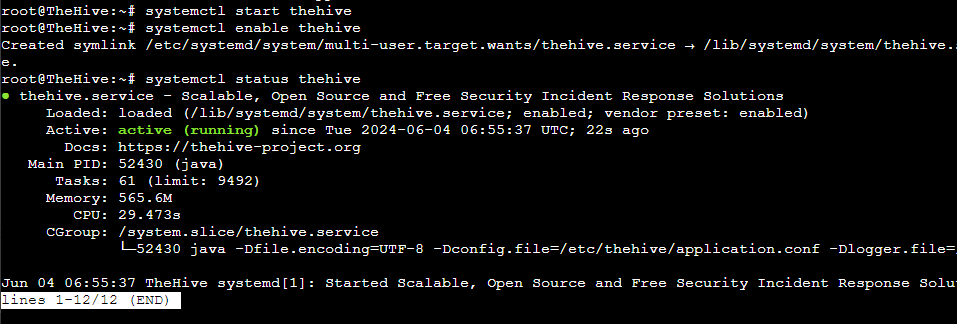 root@TheHive:~# systemctl start thehive
root@TheHive:~# systemctl enable thehive
Created symlink /etc/systemd/system/multi-user.target.wants/thehive.service → /lib/systemd/system/thehive.
e.
root@TheHive:~# systemctl status thehive
● thehive.service - Scalable, Open Source and Free Security Incident Response Solutions
Loaded: loaded (/lib/systemd/system/thehive.service; enabled; vendor preset: enabled)
Active: active (running) since Tue 2024-06-04 06:55:37 UTC; 22s ago
Docs: https://thehive-project.org
Main PID: 52430 (java)
Tasks: 61 (limit: 9492)
Memory: 565.6M
CPU: 29.473s
CGroup: /system.slice/thehive.service
└─52430 java -Dfile.encoding=UTF-8 -Dconfig.file=/etc/thehive/application.conf -Dlogger.file=
Jun 04 06:55:37 TheHive systemd[1]: Started Scalable, Open Source and Free Security Incident Response Solu
lines 1-12/12 (END)